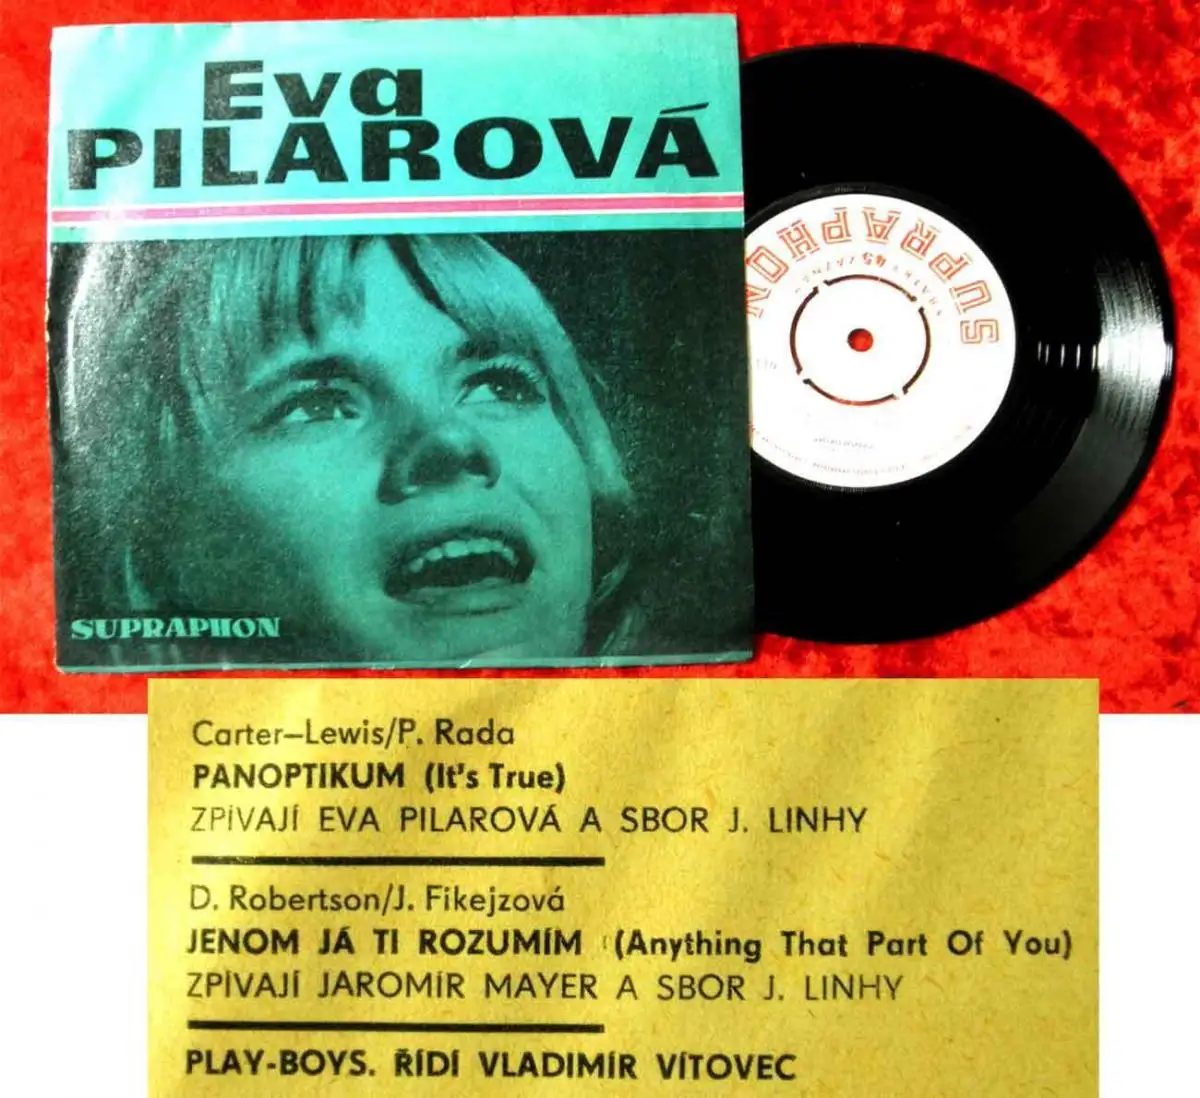 Eva
PILAROVÁ
SUPRAPHON
SUPRAPHON
45
Carter–Lewis/P. Rada
PANOPTIKUM (It's True)
ZPÍVAJÍ EVA PILAROVÁ A SBOR J. LINHY
D. Robertson/J. Fikejzová
JENOM JÁ TI ROZUMÍM (Anything That Part Of You)
ZPÍVAJÍ JAROMÍR MAYER A SBOR J. LINHY
PLAY-BOYS. ŘÍDÍ VLADIMÍR VÍTOVEC